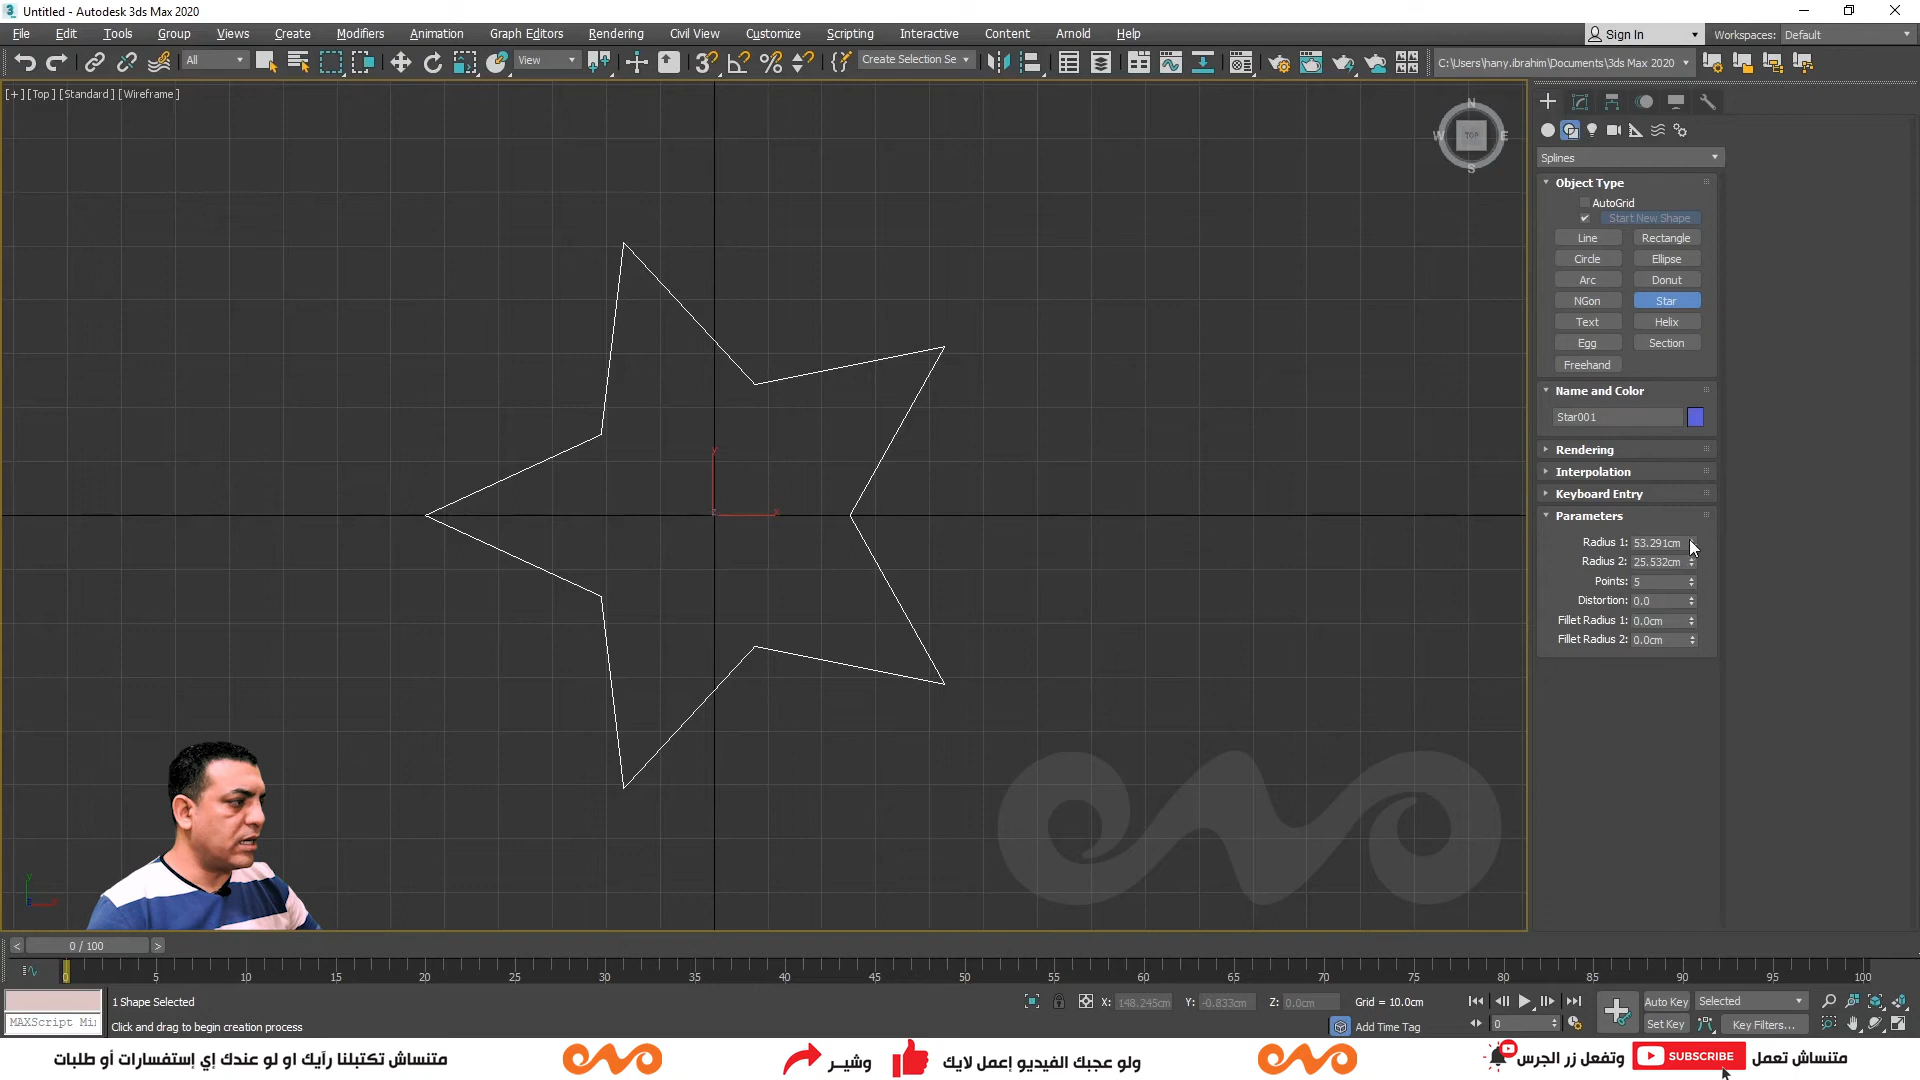 Untitled - Autodesk 3ds Max 2020
File Edit Tools Group Views Create Modifiers Animation Graph Editors Rendering Civil View Customize Scripting Interactive Content Arnold Help
Sign In Workspaces: Default
All View Create Selection Se C:\Users\hany.ibrahim\Documents\3ds Max 2020
[+] [Top] [Standard] [Wireframe]
N
W TOP E
S
Splines
Object Type
AutoGrid
Start New Shape
Line Rectangle
Circle Ellipse
Arc Donut
NGon Star
Text Helix
Egg Section
Freehand
Name and Color
Star001
Rendering
Interpolation
Keyboard Entry
Parameters
Radius 1: 53.291cm
Radius 2: 25.532cm
Points: 5
Distortion: 0.0
Fillet Radius 1: 0.0cm
Fillet Radius 2: 0.0cm
y
z x
0 / 100
0 5 10 15 20 25 30 35 40 45 50 55 60 65 70 75 80 85 90 95 100
1 Shape Selected X: 148.245cm Y: -0.833cm Z: 0.0cm Grid = 10.0cm Auto Key Selected
MAXScript Mi Click and drag to begin creation process Add Time Tag 0 Set Key Key Filters...
متنساش تعمل SUBSCRIBE وتفعل زر الجرس
ولو عجبك الفيديو إعمل لايك وشير
متنساش تكتبلنا رآيك او لو عندك إي إستفسارات أو طلبات